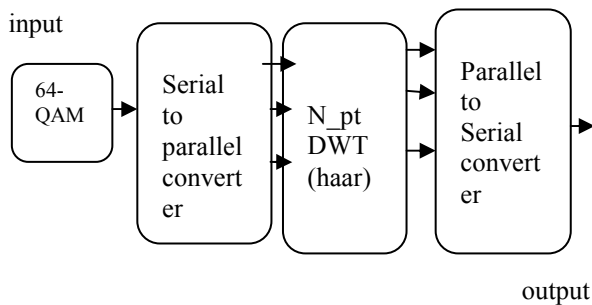 input
64-
QAM
Serial
to
parallel
convert
er
N_pt
DWT
(haar)
Parallel
to
Serial
convert
er
output